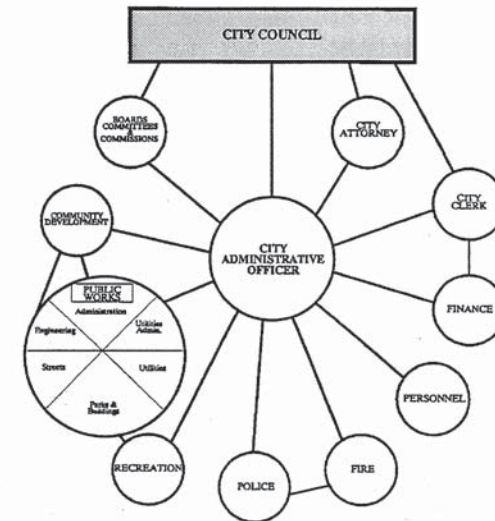 CITY COUNCIL
BOARDS
COMMITTEES
&
COMMISSIONS
CITY
ATTORNEY
CITY
CLERK
COMMUNITY
DEVELOPMENT
CITY
ADMINISTRATIVE
OFFICER
PUBLIC
WORKS
Administration
Engineering
Utilities
Admin.
Streets
Utilities
Parks &
Buildings
FINANCE
PERSONNEL
RECREATION
POLICE
FIRE